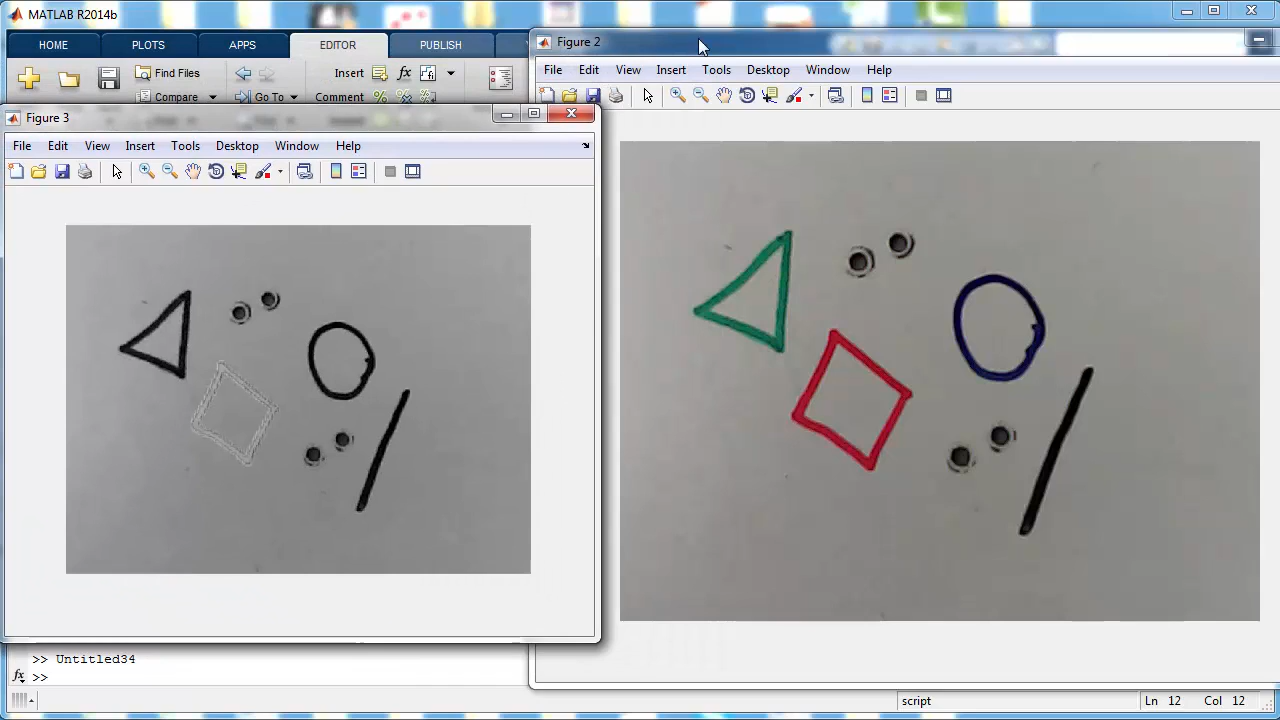 MATLAB R2014b
HOME PLOTS APPS EDITOR PUBLISH
Find Files
Compare
Go To
Insert
Comment
Figure 2
File Edit View Insert Tools Desktop Window Help
Figure 3
File Edit View Insert Tools Desktop Window Help
>> Untitled34
fx >>
script
Ln 12 Col 12